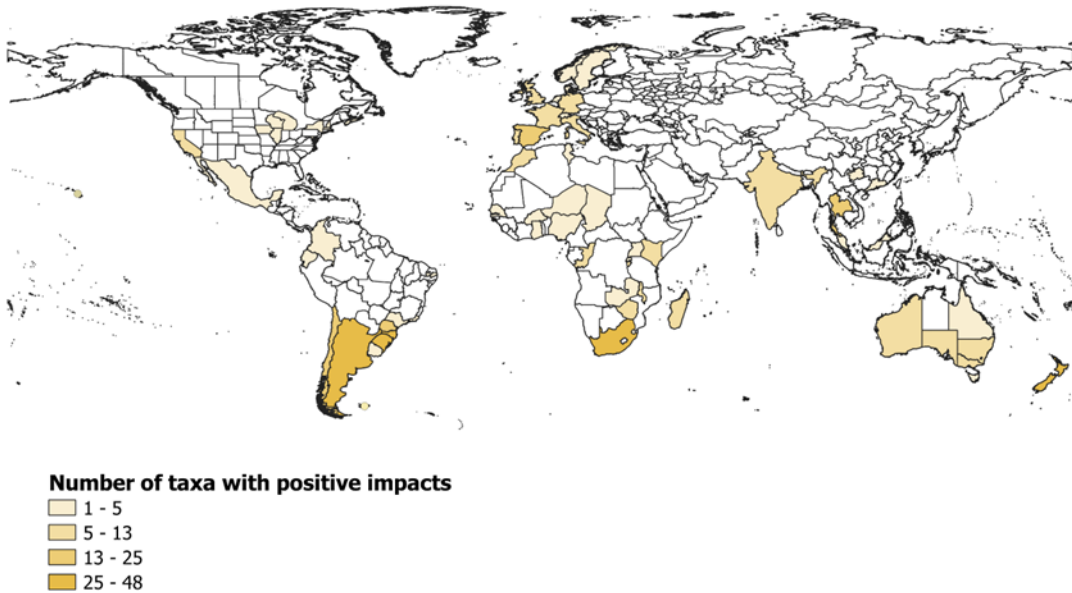 Number of taxa with positive impacts
1 - 5
5 - 13
13 - 25
25 - 48